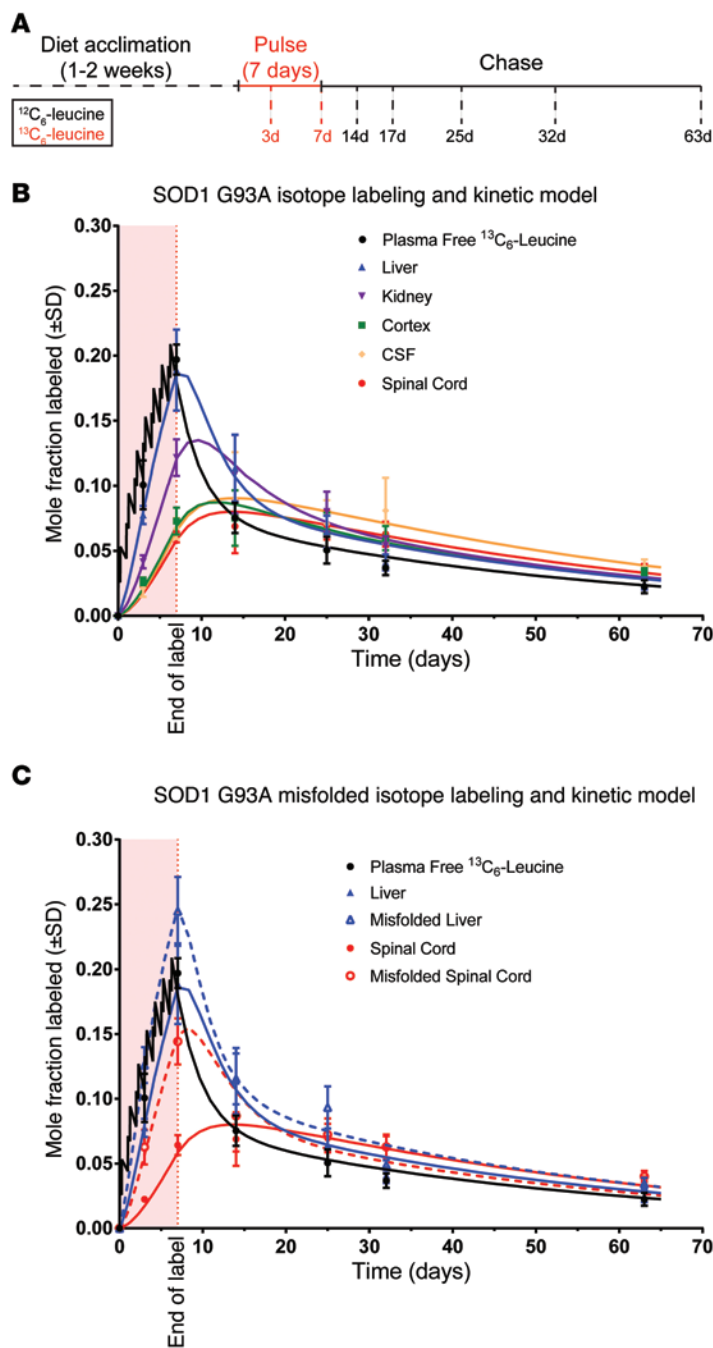 A
Diet acclimation
(1-2 weeks)
Pulse
(7 days)
Chase
¹²C₆-leucine
¹³C₆-leucine
3d 7d 14d 17d 25d 32d 63d
B
SOD1 G93A isotope labeling and kinetic model
Mole fraction labeled (±SD)
0.30
0.25
0.20
0.15
0.10
0.05
0.00
Plasma Free ¹³C₆-Leucine
Liver
Kidney
Cortex
CSF
Spinal Cord
0 10 20 30 40 50 60 70
End of label
Time (days)
C
SOD1 G93A misfolded isotope labeling and kinetic model
Mole fraction labeled (±SD)
0.30
0.25
0.20
0.15
0.10
0.05
0.00
Plasma Free ¹³C₆-Leucine
Liver
Misfolded Liver
Spinal Cord
Misfolded Spinal Cord
0 10 20 30 40 50 60 70
End of label
Time (days)